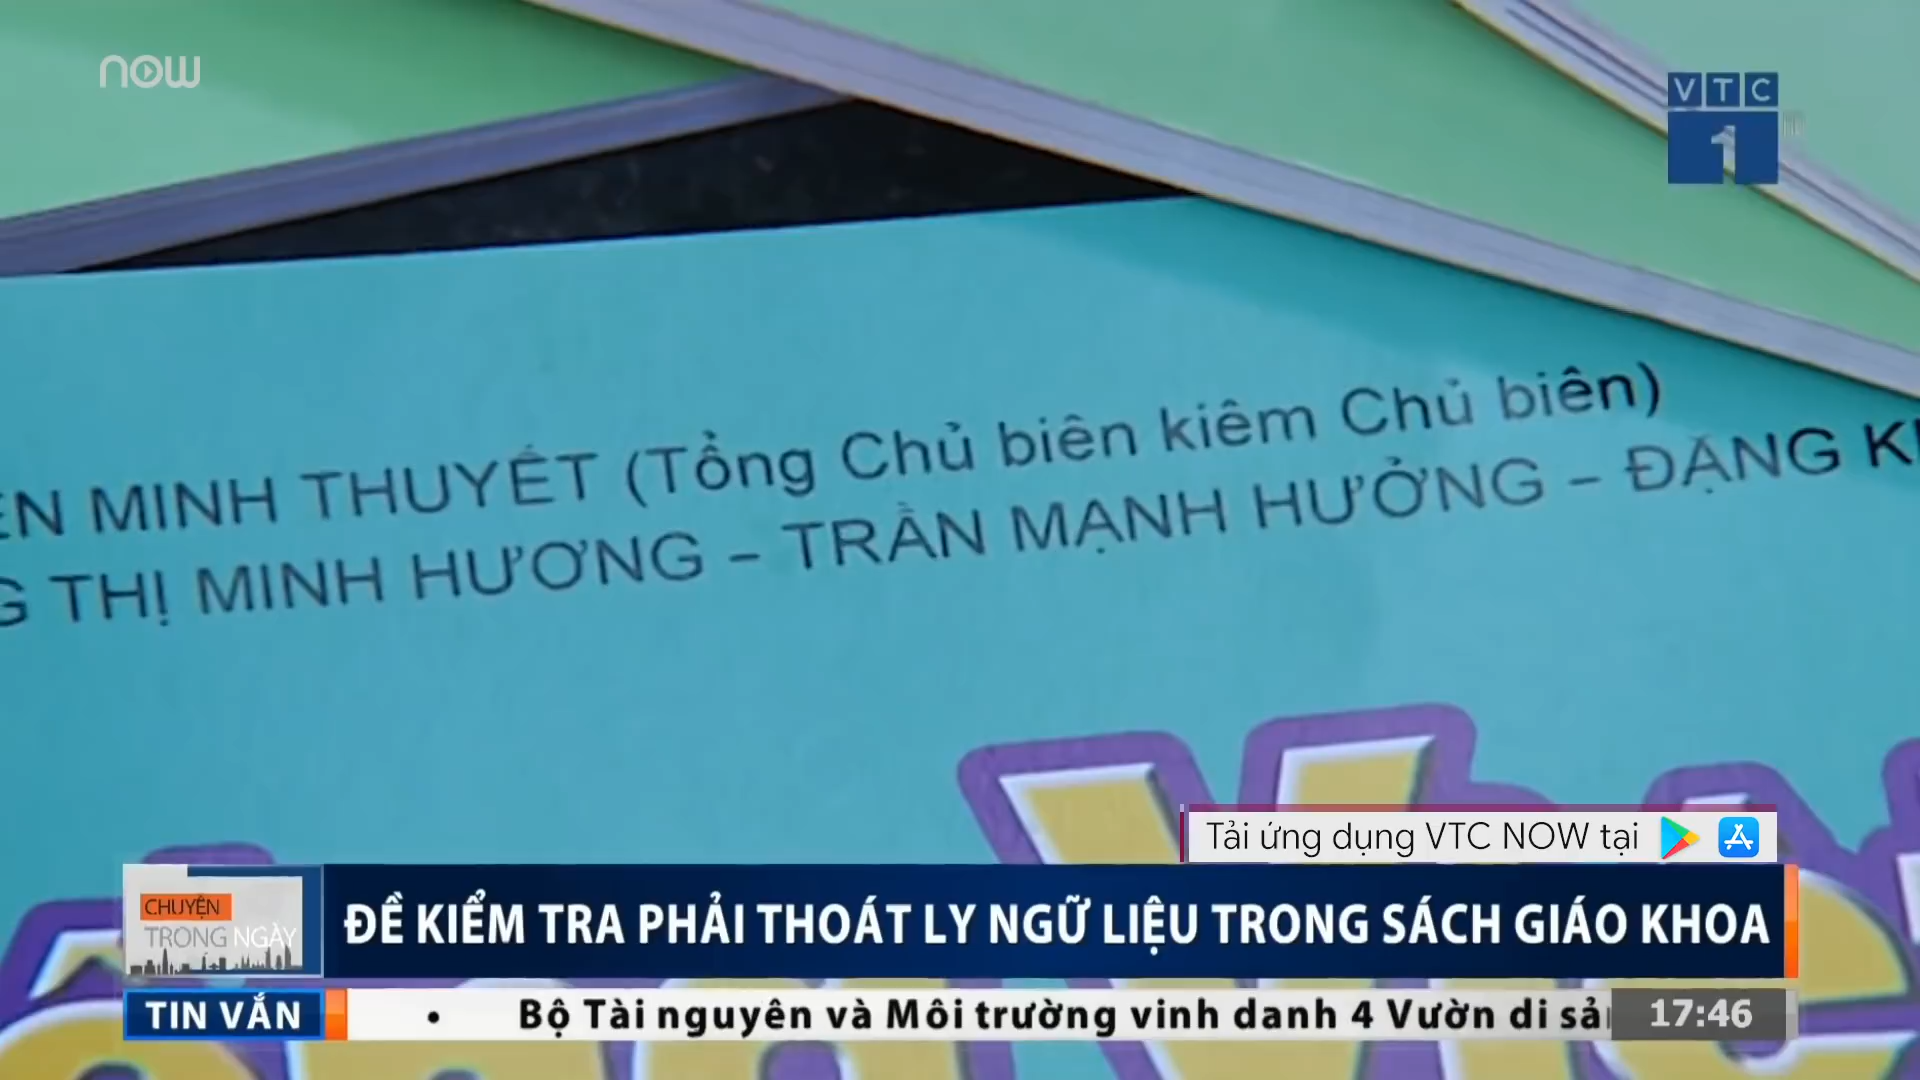 now
VTC
1
MINH THUYẾT (Tổng Chủ biên kiêm Chủ biên)
THỊ MINH HƯƠNG – TRẦN MẠNH HƯỞNG – ĐẶNG
Tải ứng dụng VTC NOW tại
CHUYỆN
TRONG NGÀY
ĐỀ KIỂM TRA PHẢI THOÁT LY NGỮ LIỆU TRONG SÁCH GIÁO KHOA
TIN VẮN
• Bộ Tài nguyên và Môi trường vinh danh 4 Vườn di
17:46